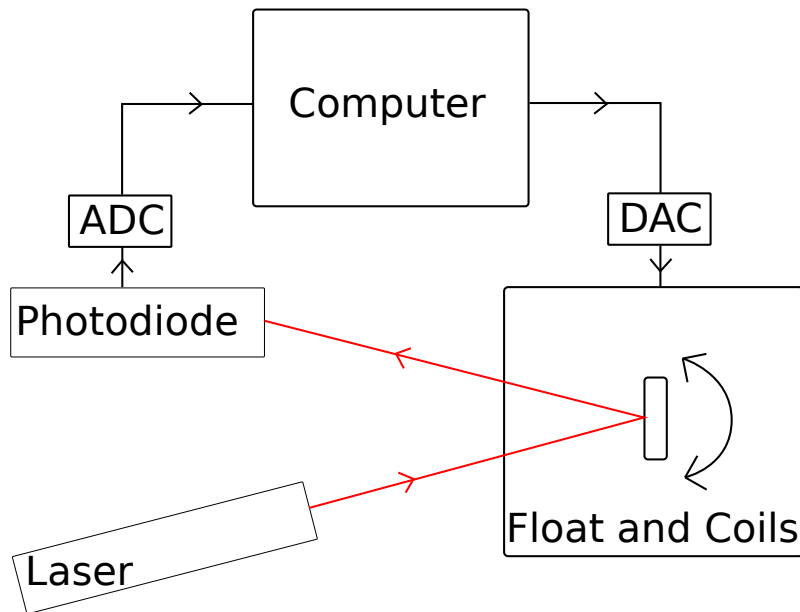 Computer
ADC
DAC
Photodiode
Float and Coils
Laser